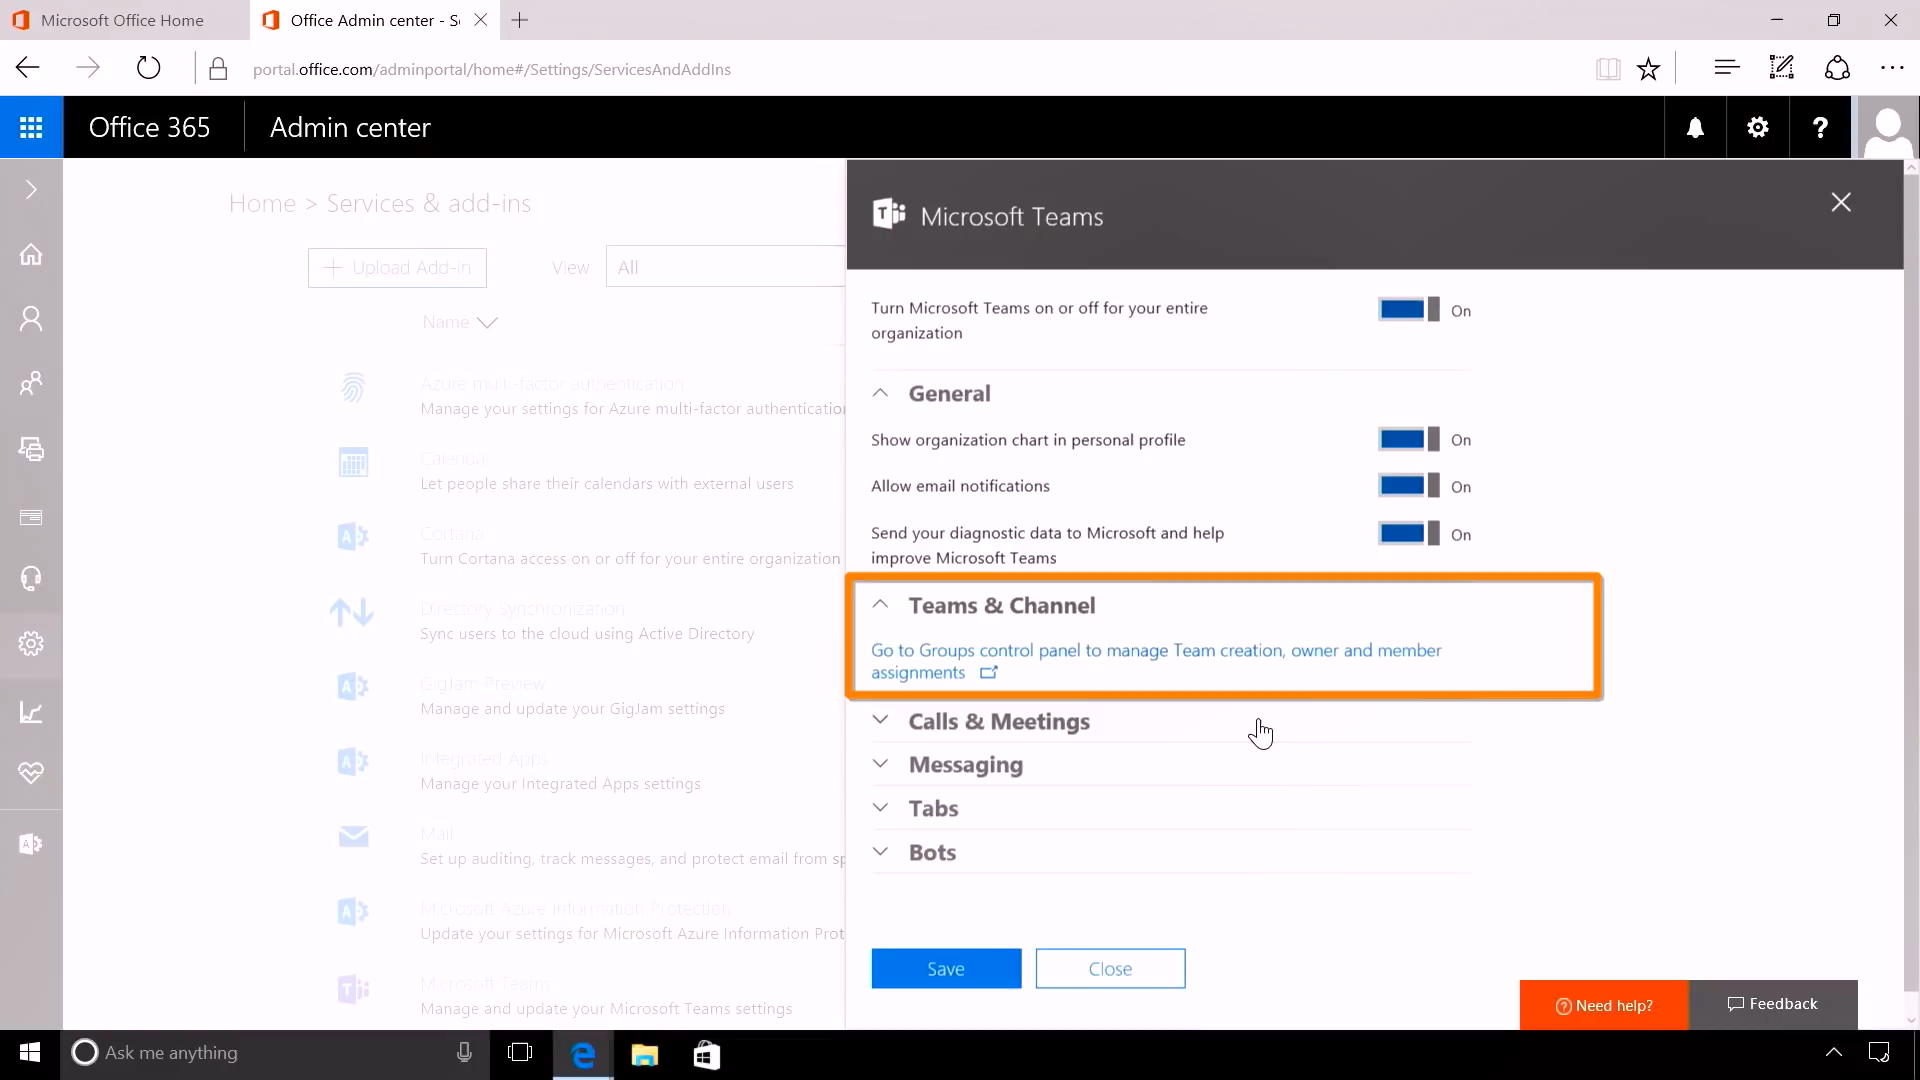 Microsoft Office Home
Office Admin center - Se
portal.office.com/adminportal/home#/Settings/ServicesAndAddIns
Office 365
Admin center
?
Home > Services & add-ins
Upload Add-in
View
All
Name
Azure multi-factor authentication
Manage your settings for Azure multi-factor authentication
Calendar
Let people share their calendars with external users
Cortana
Turn Cortana access on or off for your entire organization
Directory Synchronization
Sync users to the cloud using Active Directory
GigJam Preview
Manage and update your GigJam settings
Integrated Apps
Manage your Integrated Apps settings
Mail
Set up auditing, track messages, and protect email from sp
Microsoft Azure Information Protection
Update your settings for Microsoft Azure Information Prot
Microsoft Teams
Manage and update your Microsoft Teams settings
Microsoft Teams
Turn Microsoft Teams on or off for your entire
organization
On
General
Show organization chart in personal profile
On
Allow email notifications
On
Send your diagnostic data to Microsoft and help
improve Microsoft Teams
On
Teams & Channel
Go to Groups control panel to manage Team creation, owner and member
assignments
Calls & Meetings
Messaging
Tabs
Bots
Save
Close
Need help?
Feedback
Ask me anything